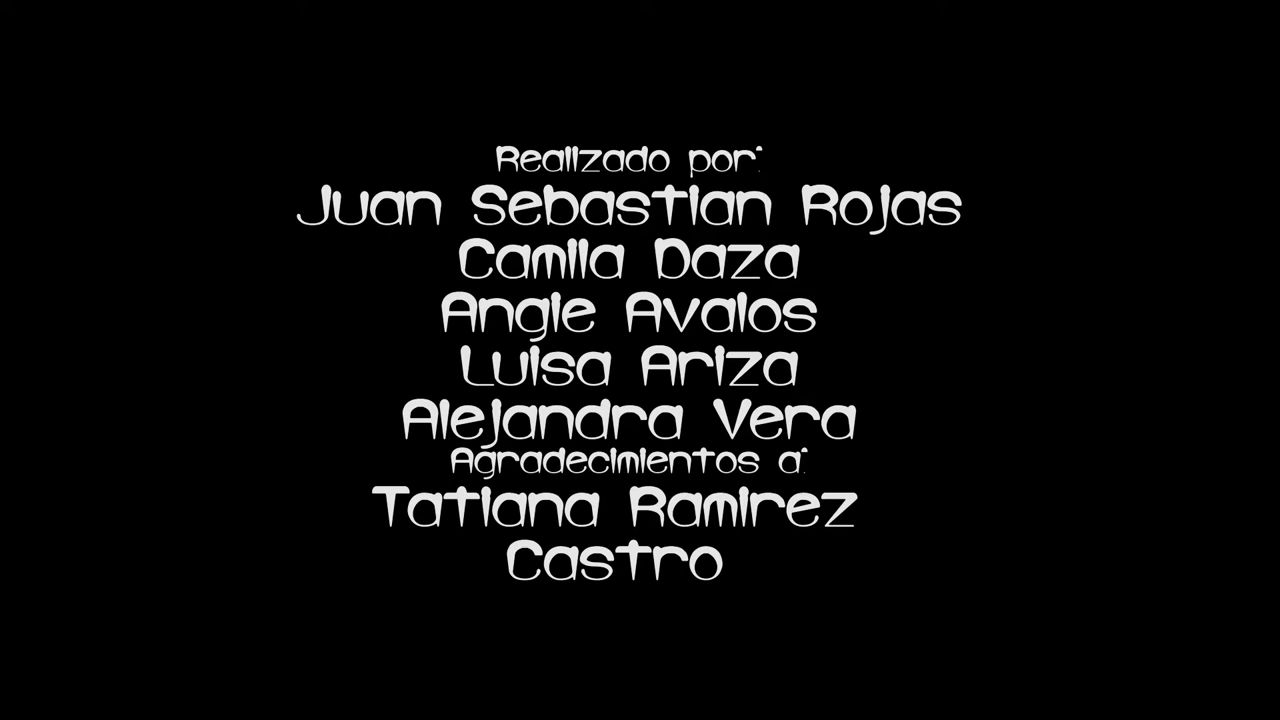 Realizado por:
Juan Sebastian Rojas
Camila Daza
Angie Avalos
Luisa Ariza
Alejandra Vera
Agradecimientos a:
Tatiana Ramirez
Castro